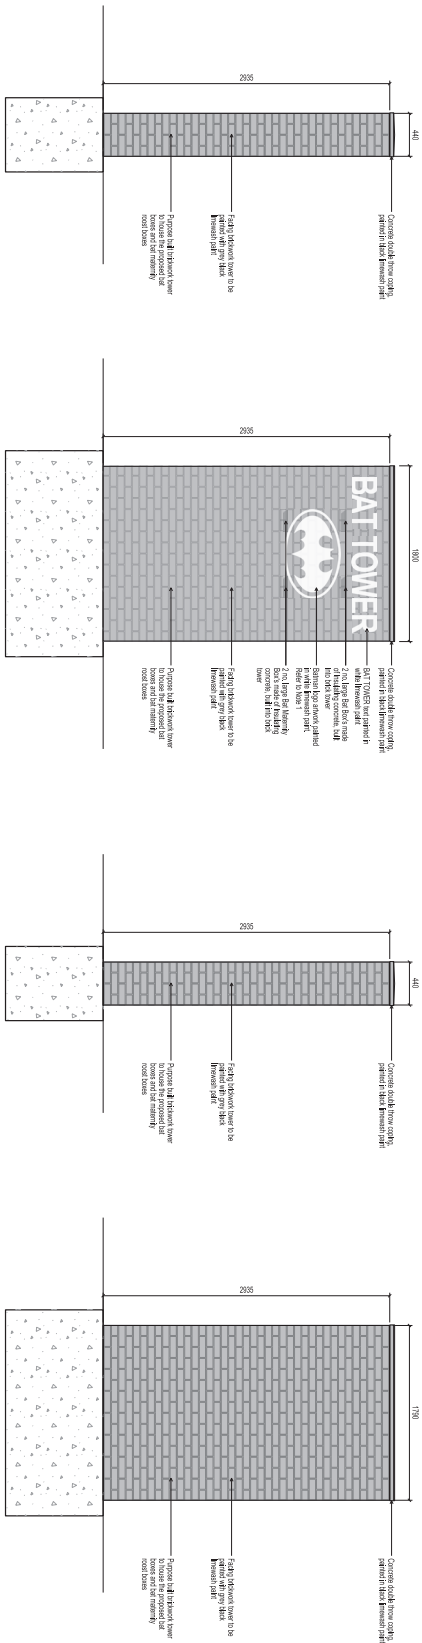 2935
440
Concrete double throw coping,
painted in black limewash paint
Facing brickwork tower to be
painted with grey black
limewash paint
Purpose built brickwork tower
to house the proposed bat
boxes and bat maternity
roost boxes
2935
1800
BAT TOWER
Concrete double throw coping,
painted in black limewash paint
BAT TOWER text painted in
white limewash paint
2 no, large Bat Box's made
of insulating concrete, built
into brick tower
Batman logo artwork painted
in white limewash paint.
Refer to Note 1
2 no, large Bat Maternity
Box's made of insulating
concrete, built into brick
tower
Facing brickwork tower to be
painted with grey black
limewash paint
Purpose built brickwork tower
to house the proposed bat
boxes and bat maternity
roost boxes
2935
440
Concrete double throw coping,
painted in black limewash paint
Facing brickwork tower to be
painted with grey black
limewash paint
Purpose built brickwork tower
to house the proposed bat
boxes and bat maternity
roost boxes
2935
1790
Concrete double throw coping,
painted in black limewash paint
Facing brickwork tower to be
painted with grey black
limewash paint
Purpose built brickwork tower
to house the proposed bat
boxes and bat maternity
roost boxes